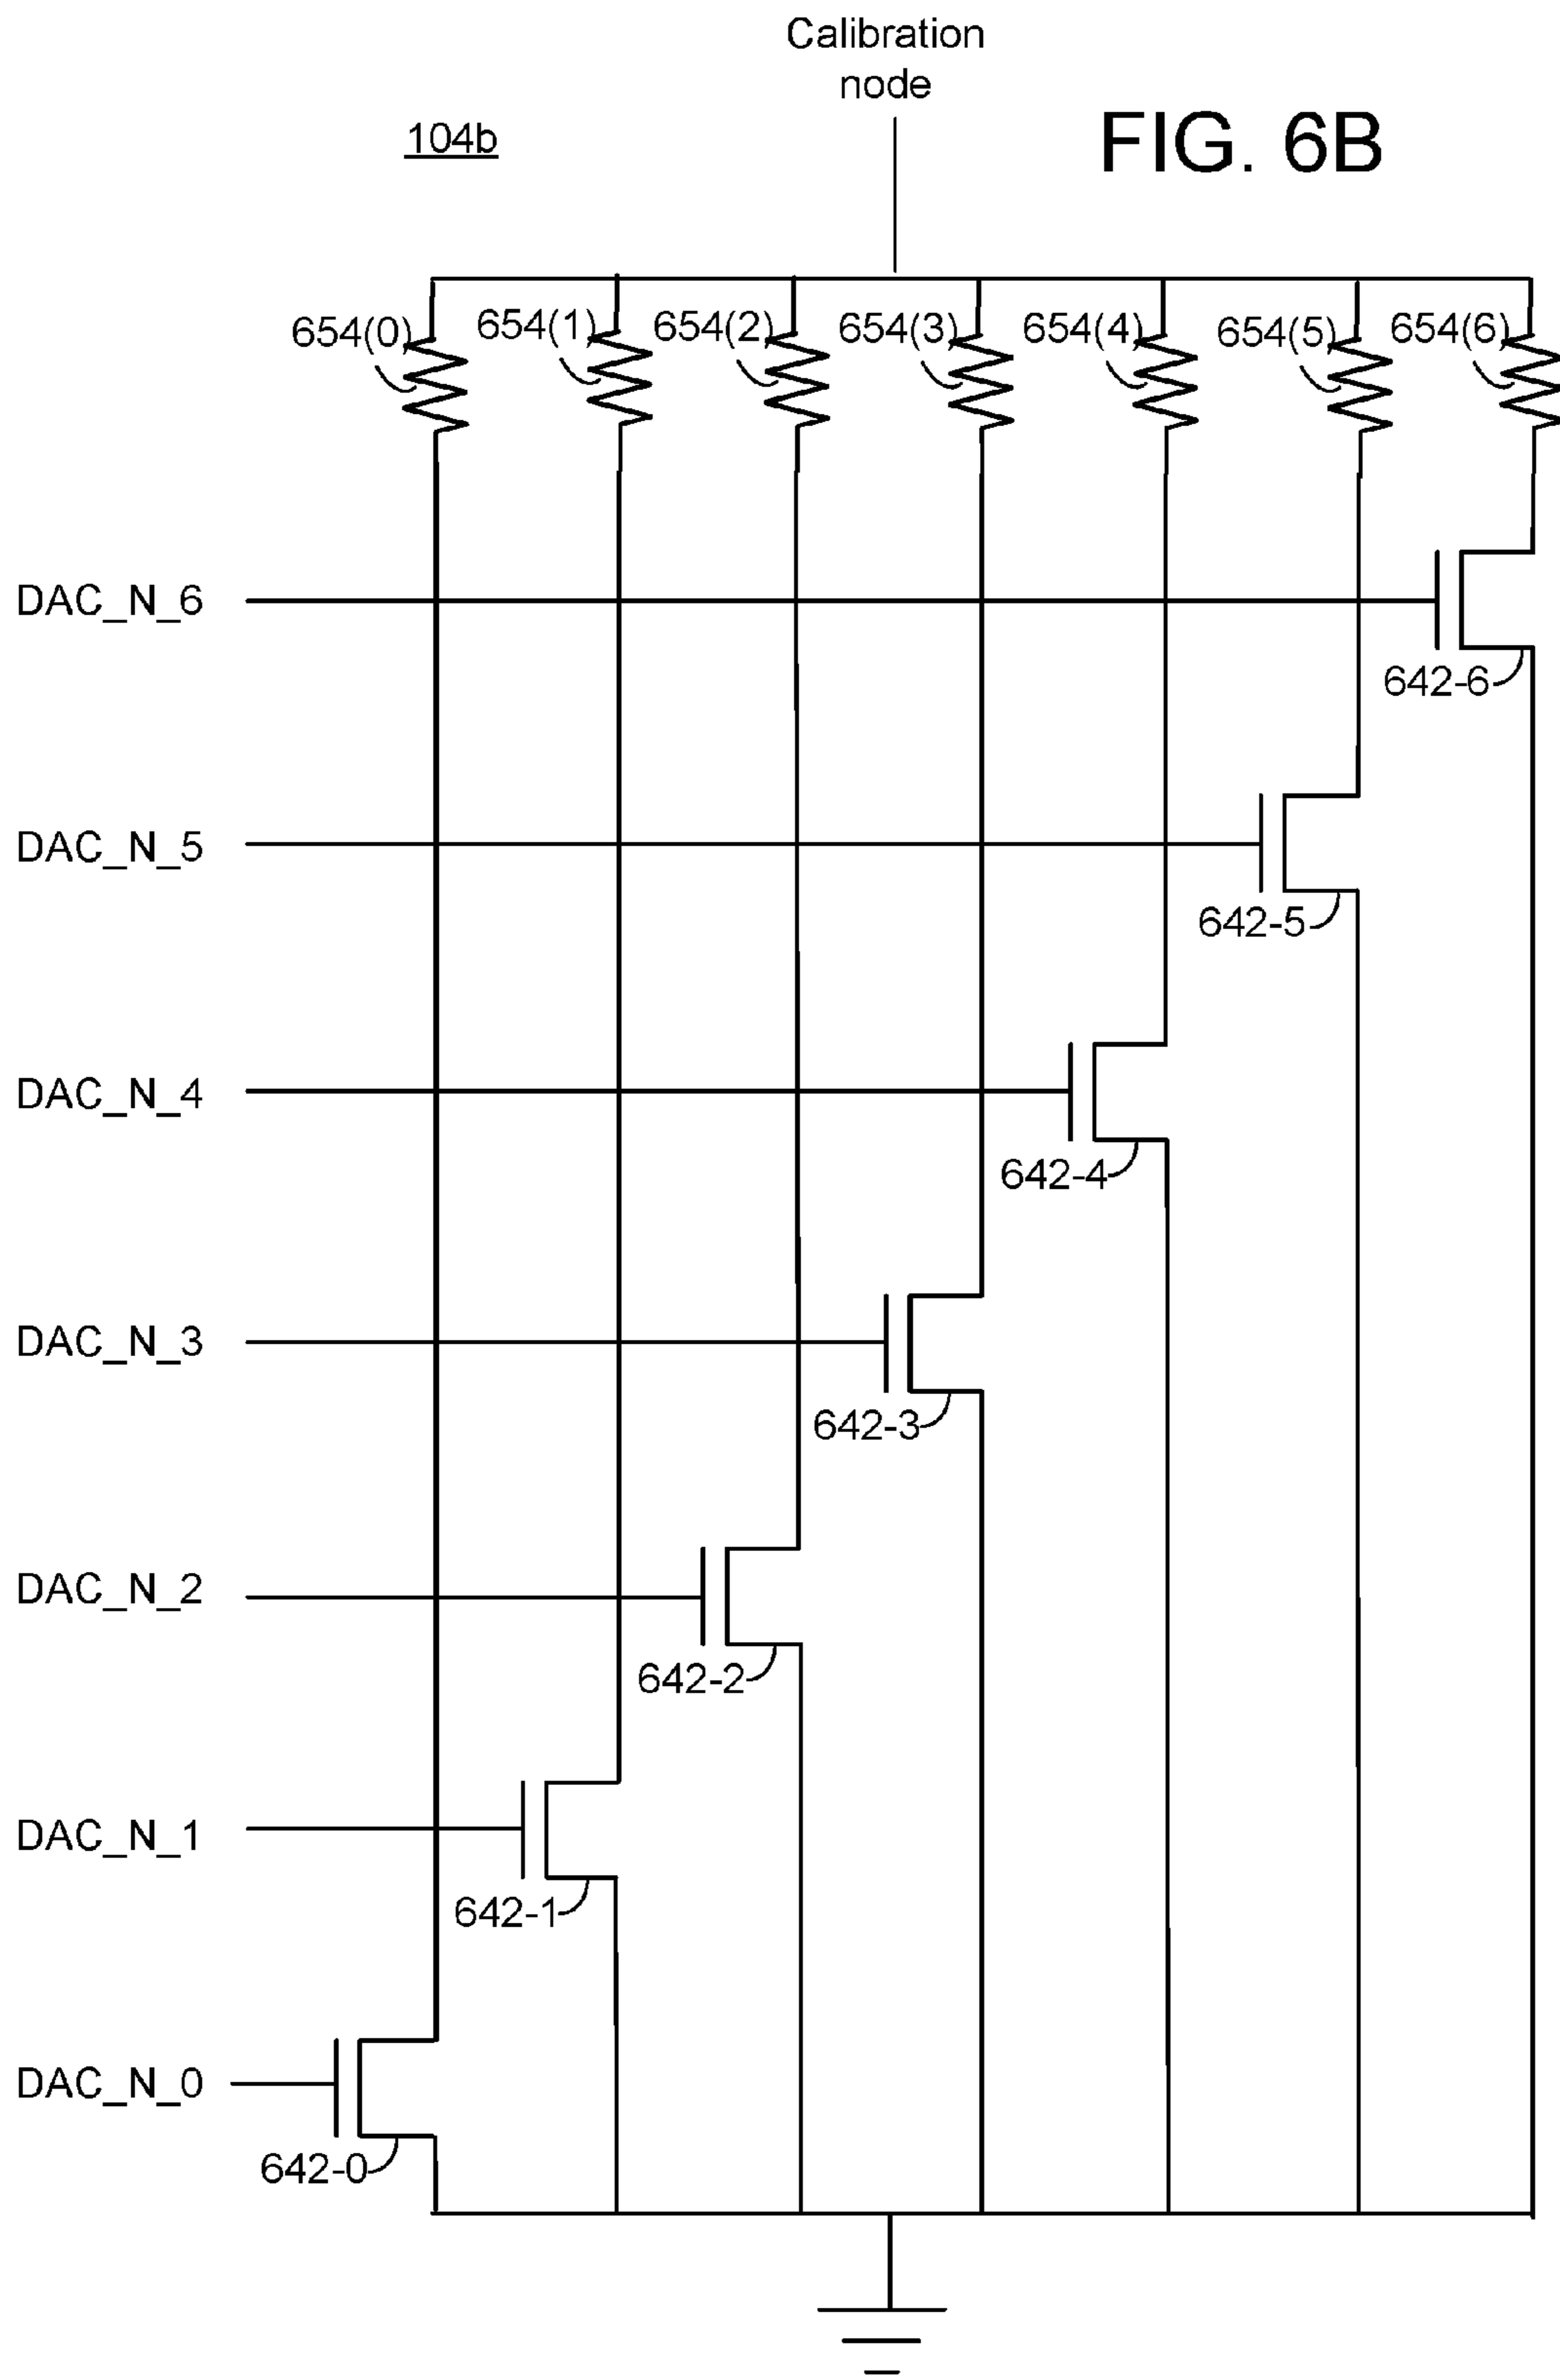 Calibration
node
104b
FIG. 6B
654(0)
654(1)
654(2)
654(3)
654(4)
654(5)
654(6)
DAC_N_6
642-6
DAC_N_5
642-5
DAC_N_4
642-4
DAC_N_3
642-3
DAC_N_2
642-2
DAC_N_1
642-1
DAC_N_0
642-0